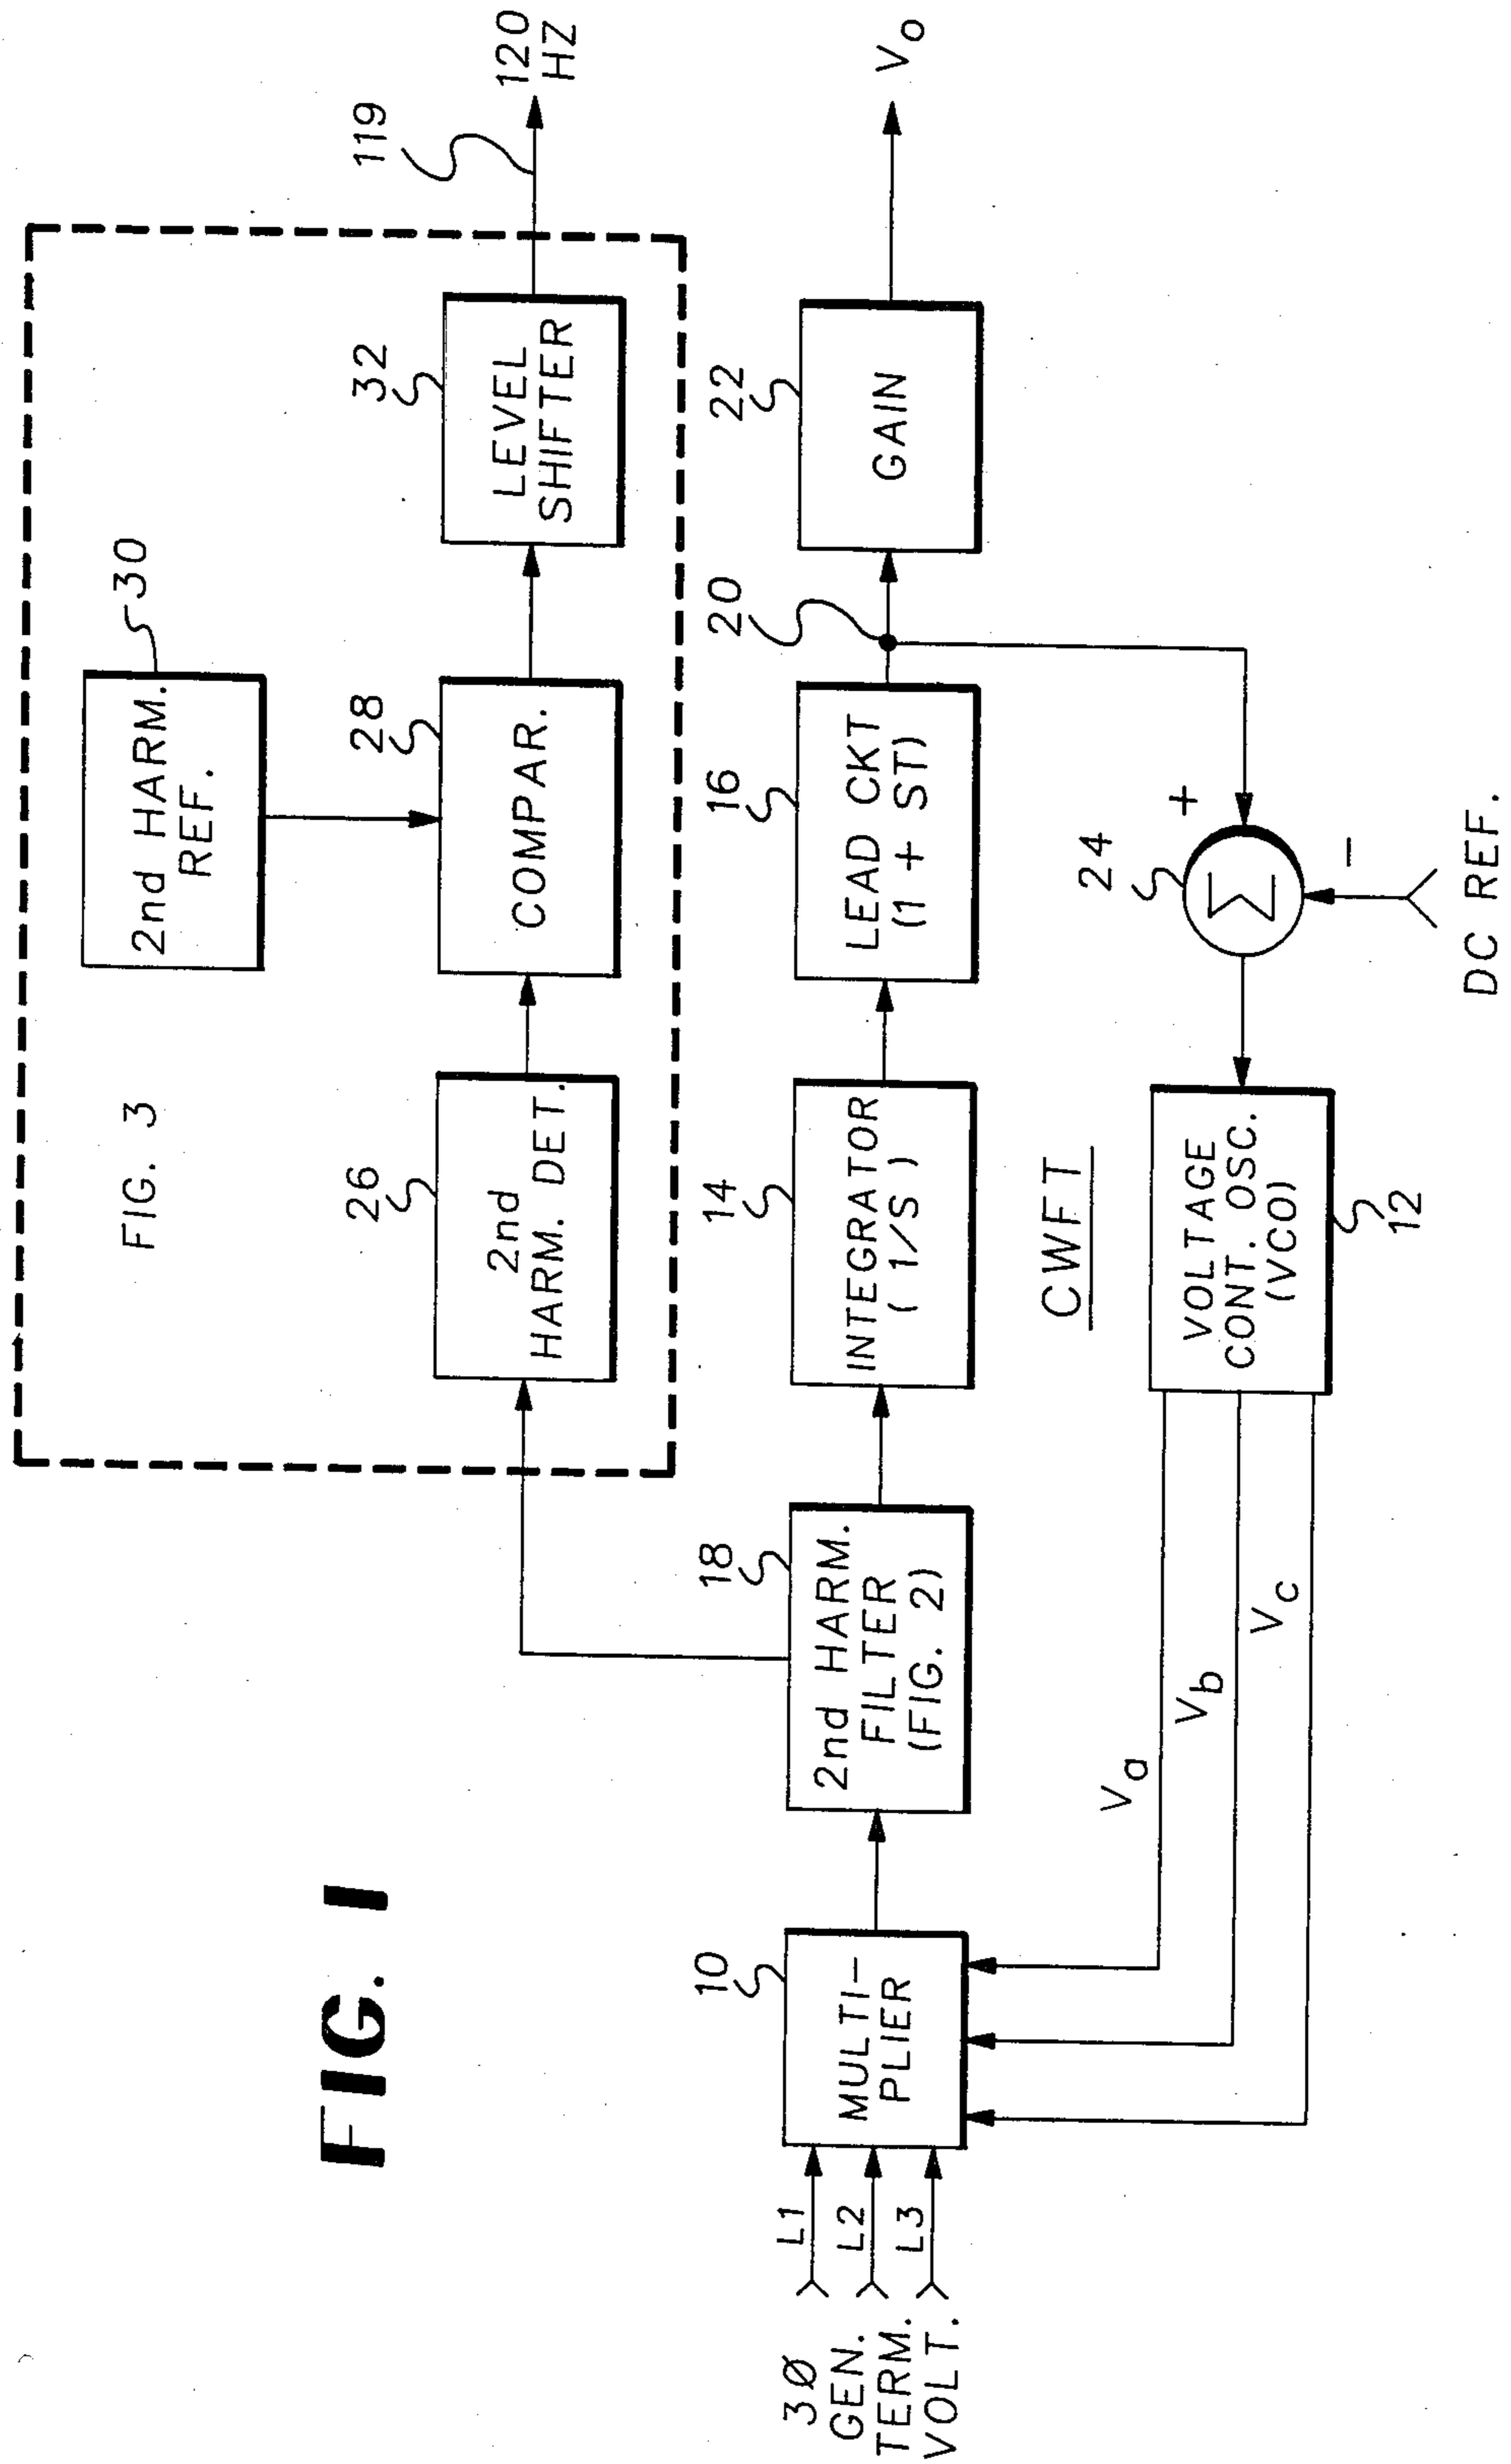 FIG. 1
FIG. 3
30
2nd HARM.
REF.
26
2nd
HARM. DET.
28
COMPAR.
32
LEVEL
SHIFTER
119
120
HZ
3Ø
GEN.
TERM.
VOLT.
L1
L2
L3
10
MULTI-
PLIER
18
2nd HARM.
FILTER
(FIG. 2)
14
INTEGRATOR
( 1/S )
16
LEAD CKT
(1 + ST)
20
22
GAIN
Vo
CWFT
Va
Vb
Vc
VOLTAGE
CONT. OSC.
(VCO)
12
24
Σ
+
−
DC REF.